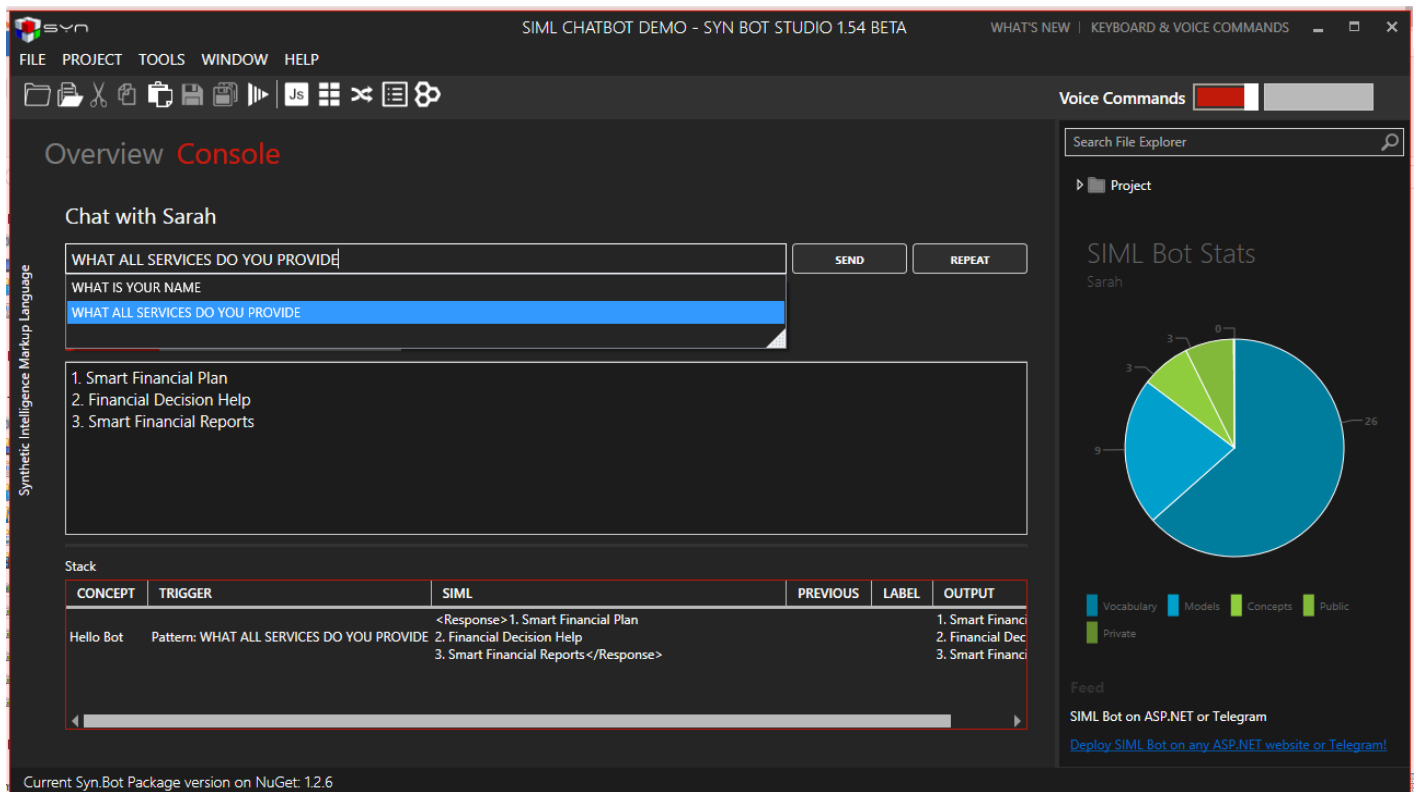 SYN
SIML CHATBOT DEMO - SYN BOT STUDIO 1.54 BETA
WHAT'S NEW | KEYBOARD & VOICE COMMANDS
FILE PROJECT TOOLS WINDOW HELP
Js
Voice Commands
Overview Console
Search File Explorer
Project
Chat with Sarah
WHAT ALL SERVICES DO YOU PROVIDE
SEND
REPEAT
WHAT IS YOUR NAME
WHAT ALL SERVICES DO YOU PROVIDE
Synthetic Intelligence Markup Language
1. Smart Financial Plan
2. Financial Decision Help
3. Smart Financial Reports
Stack
CONCEPT TRIGGER SIML PREVIOUS LABEL OUTPUT
Hello Bot
Pattern: WHAT ALL SERVICES DO YOU PROVIDE
<Response>1. Smart Financial Plan
2. Financial Decision Help
3. Smart Financial Reports</Response>
1. Smart Financi
2. Financial Dec
3. Smart Financi
SIML Bot Stats
Sarah
0
3
3
9
26
Vocabulary Models Concepts Public
Private
Feed
SIML Bot on ASP.NET or Telegram
Deploy SIML Bot on any ASP.NET website or Telegram!
Current Syn.Bot Package version on NuGet: 1.2.6